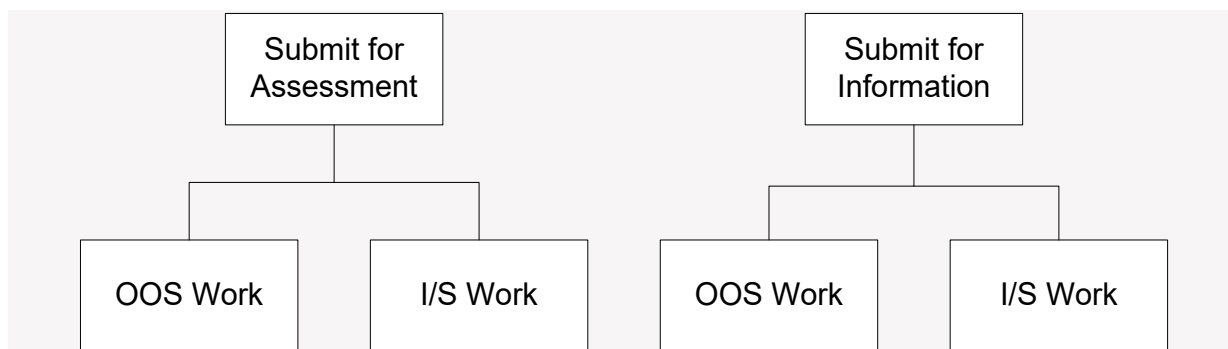 Submit for
Assessment
Submit for
Information
OOS Work
I/S Work
OOS Work
I/S Work